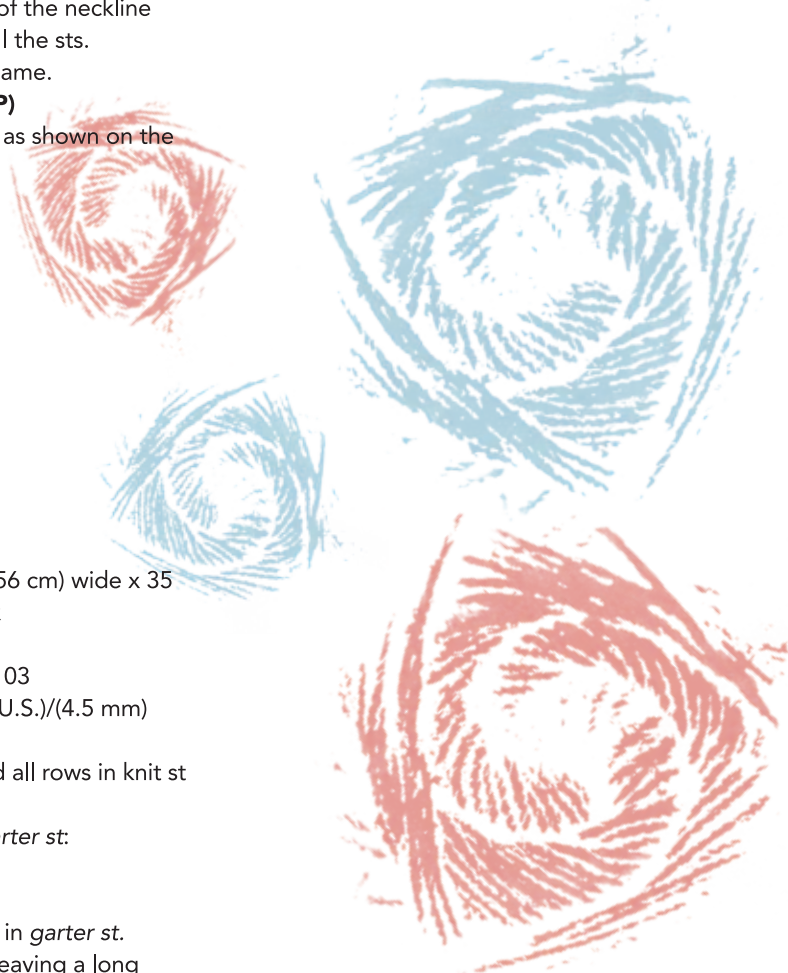 of the neckline
l the sts.
ame.
P)
as shown on the
56 cm) wide x 35
03
U.S.)/(4.5 mm)
d all rows in knit st
rter st:
in garter st.
eaving a long